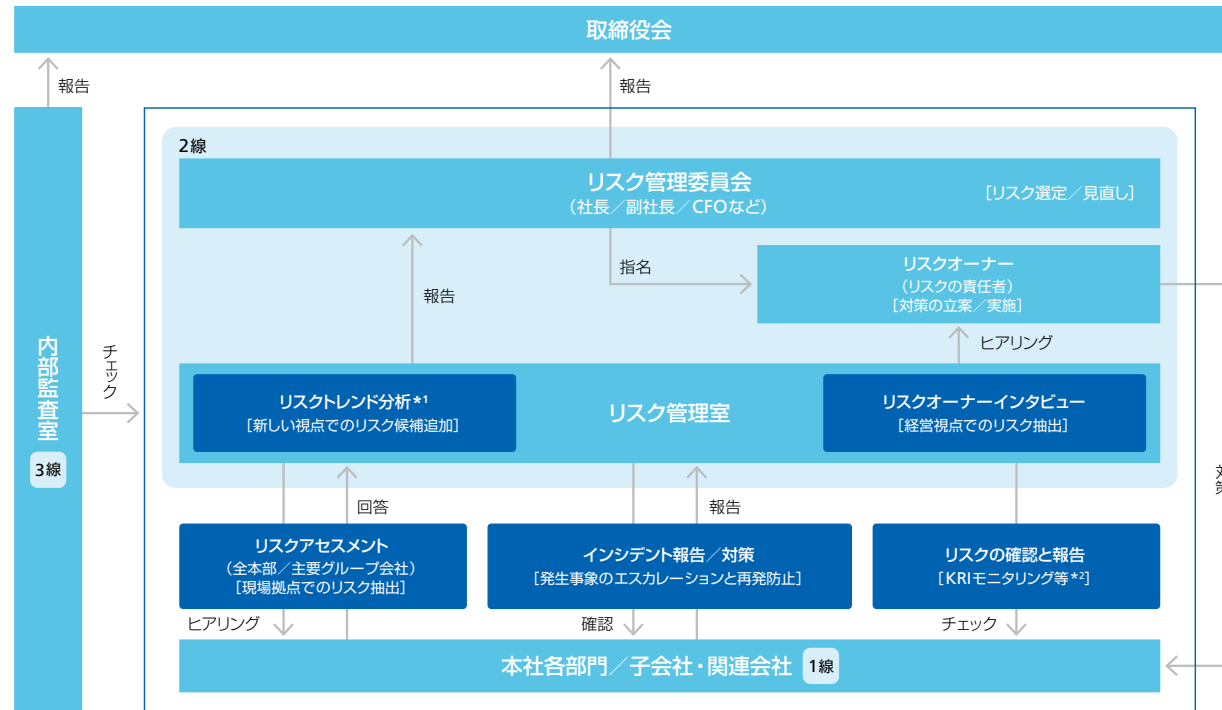 取締役会
報告
報告
2線
リスク管理委員会
(社長／副社長／CFOなど)
[リスク選定／見直し]
指名
リスクオーナー
(リスクの責任者)
[対策の立案／実施]
報告
ヒアリング
内部監査室
3線
チェック
リスクトレンド分析*1
[新しい視点でのリスク候補追加]
リスク管理室
リスクオーナーインタビュー
[経営視点でのリスク抽出]
対策
回答
報告
リスクアセスメント
(全本部／主要グループ会社)
[現場拠点でのリスク抽出]
インシデント報告／対策
[発生事象のエスカレーションと再発防止]
リスクの確認と報告
[KRIモニタリング等*2]
ヒアリング
確認
チェック
本社各部門／子会社・関連会社 1線